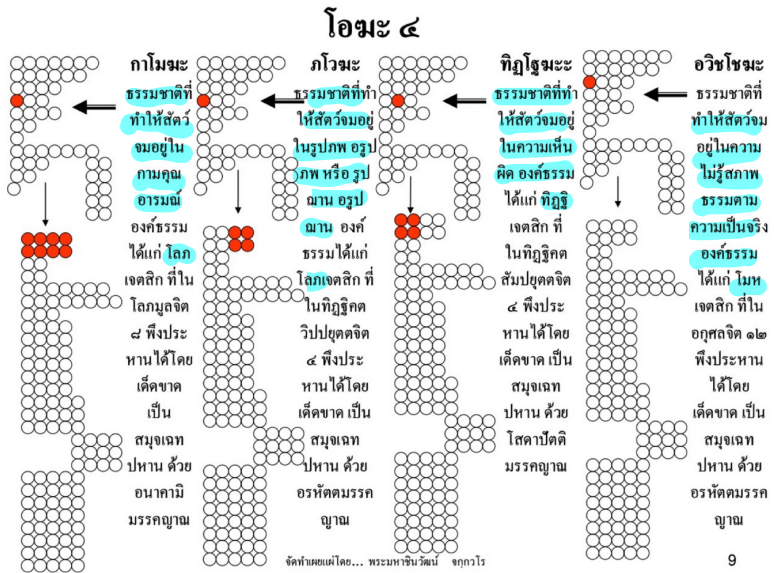 โอฆะ ๔
กาโมฆะ
ธรรมชาติที่
ทำให้สัตว์
จมอยู่ใน
กามคุณ
อารมณ์
องค์ธรรม
ได้แก่ โลภ
เจตสิก ที่ใน
โลภมูลจิต
๘ พึงประ
หานได้โดย
เด็ดขาด
เป็น
สมุจเฉท
ปหาน ด้วย
อนาคามิ
มรรคญาณ
ภโวฆะ
ธรรมชาติที่ทำ
ให้สัตว์จมอยู่
ในรูปภพ อรูป
ภพ หรือ รูป
ฌาน อรูป
ฌาน องค์
ธรรมได้แก่
โลภเจตสิก ที่
ในทิฏฐิคต
วิปปยุตตจิต
๔ พึงประ
หานได้โดย
เด็ดขาด เป็น
สมุจเฉท
ปหาน ด้วย
อรหัตตมรรค
ญาณ
ทิฏโฐฆะะ
ธรรมชาติที่ทำ
ให้สัตว์จมอยู่
ในความเห็น
ผิด องค์ธรรม
ได้แก่ ทิฏฐิ
เจตสิก ที่
ในทิฏฐิคต
สัมปยุตตจิต
๔ พึงประ
หานได้โดย
เด็ดขาด เป็น
สมุจเฉท
ปหาน ด้วย
โสดาปัตติ
มรรคญาณ
อวิชโชฆะ
ธรรมชาติที่
ทำให้สัตว์จม
อยู่ในความ
ไม่รู้สภาพ
ธรรมตาม
ความเป็นจริง
องค์ธรรม
ได้แก่ โมห
เจตสิก ที่ใน
อกุศลจิต ๑๒
พึงประหาน
ได้โดย
เด็ดขาด เป็น
สมุจเฉท
ปหาน ด้วย
อรหัตตมรรค
ญาณ
จัดทำเผยแผ่โดย... พระมหาชินวัฒน์ จกฺกวโร
9